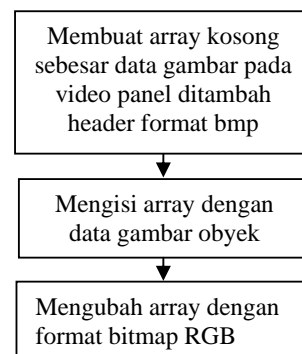 Membuat array kosong
sebesar data gambar pada
video panel ditambah
header format bmp
Mengisi array dengan
data gambar obyek
Mengubah array dengan
format bitmap RGB